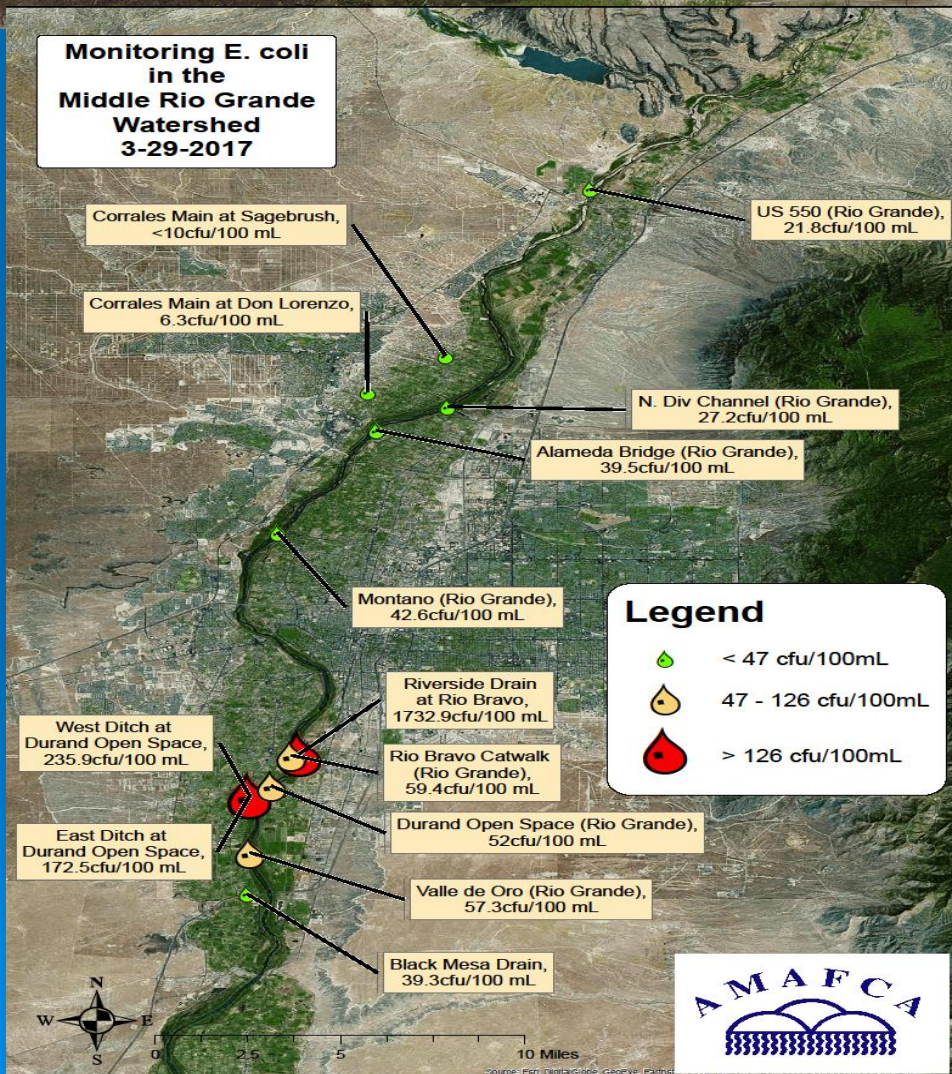 Monitoring E. coli
in the
Middle Rio Grande
Watershed
3-29-2017
US 550 (Rio Grande),
21.8cfu/100 mL
Corrales Main at Sagebrush,
<10cfu/100 mL
Corrales Main at Don Lorenzo,
6.3cfu/100 mL
N. Div Channel (Rio Grande),
27.2cfu/100 mL
Alameda Bridge (Rio Grande),
39.5cfu/100 mL
Montano (Rio Grande),
42.6cfu/100 mL
Legend
< 47 cfu/100mL
47 - 126 cfu/100mL
> 126 cfu/100mL
Riverside Drain
at Rio Bravo,
1732.9cfu/100 mL
West Ditch at
Durand Open Space,
235.9cfu/100 mL
Rio Bravo Catwalk
(Rio Grande),
59.4cfu/100 mL
Durand Open Space (Rio Grande),
52cfu/100 mL
East Ditch at
Durand Open Space,
172.5cfu/100 mL
Valle de Oro (Rio Grande),
57.3cfu/100 mL
Black Mesa Drain,
39.3cfu/100 mL
N
W E
S
0 2.5 5 10 Miles
AMAFCA
Source: Esri, DigitalGlobe, GeoEye,